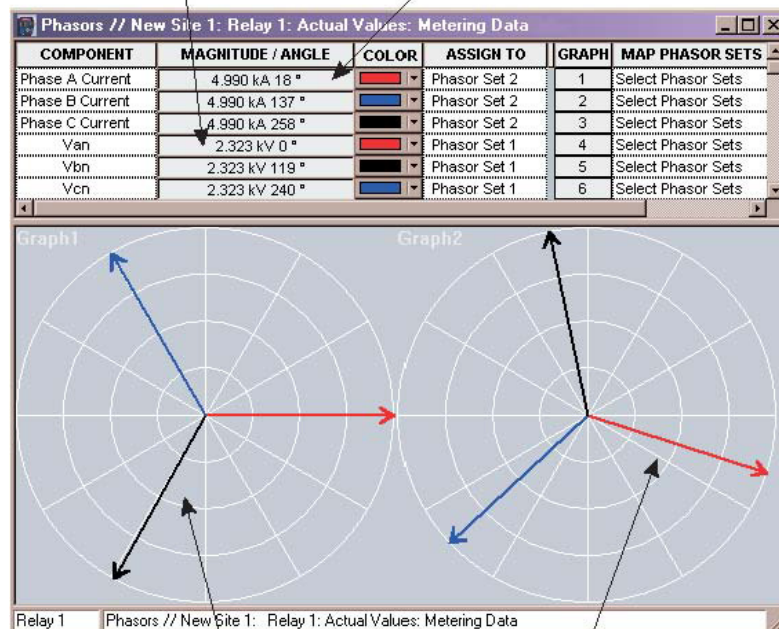 Phasors // New Site 1: Relay 1: Actual Values: Metering Data
COMPONENT MAGNITUDE / ANGLE COLOR ASSIGN TO GRAPH MAP PHASOR SETS
Phase A Current 4.990 kA 18 ° Phasor Set 2 1 Select Phasor Sets
Phase B Current 4.990 kA 137 ° Phasor Set 2 2 Select Phasor Sets
Phase C Current 4.990 kA 258 ° Phasor Set 2 3 Select Phasor Sets
Van 2.323 kV 0 ° Phasor Set 1 4 Select Phasor Sets
Vbn 2.323 kV 119 ° Phasor Set 1 5 Select Phasor Sets
Vcn 2.323 kV 240 ° Phasor Set 1 6 Select Phasor Sets
Graph1 Graph2
Relay 1 Phasors // New Site 1: Relay 1: Actual Values: Metering Data